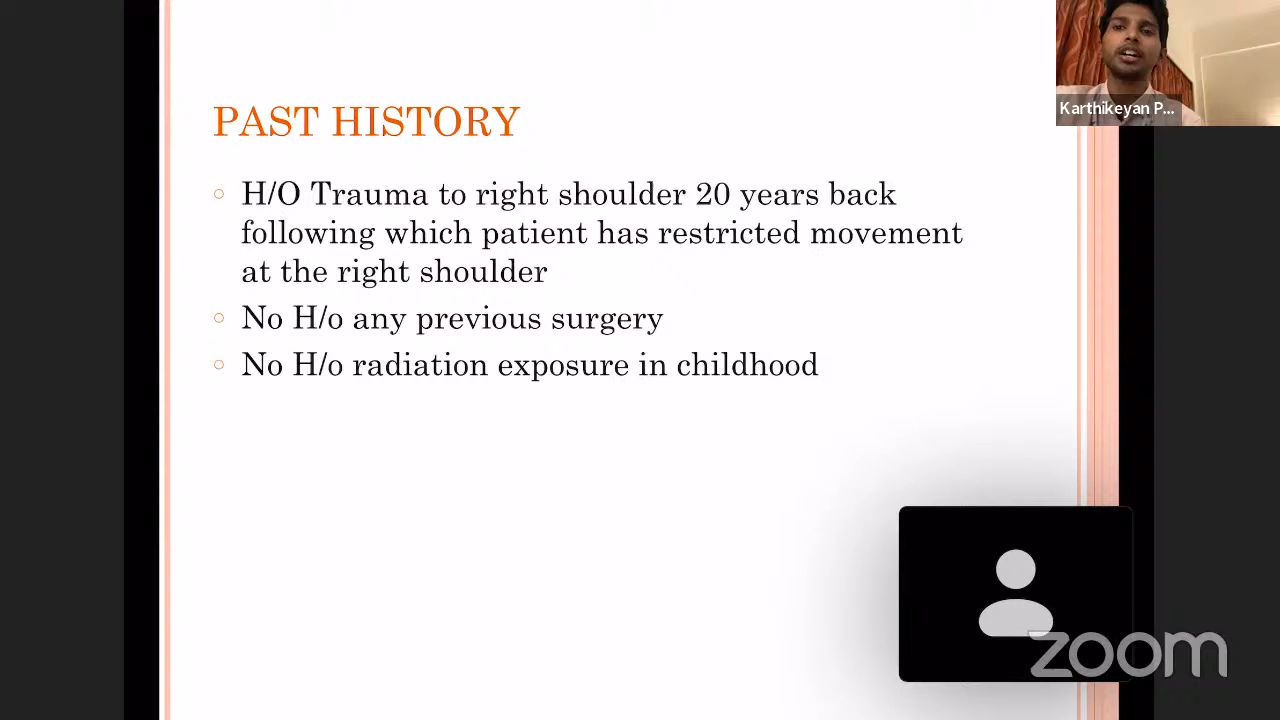 Karthikeyan P...
PAST HISTORY
H/O Trauma to right shoulder 20 years back
following which patient has restricted movement
at the right shoulder
No H/o any previous surgery
No H/o radiation exposure in childhood
zoom